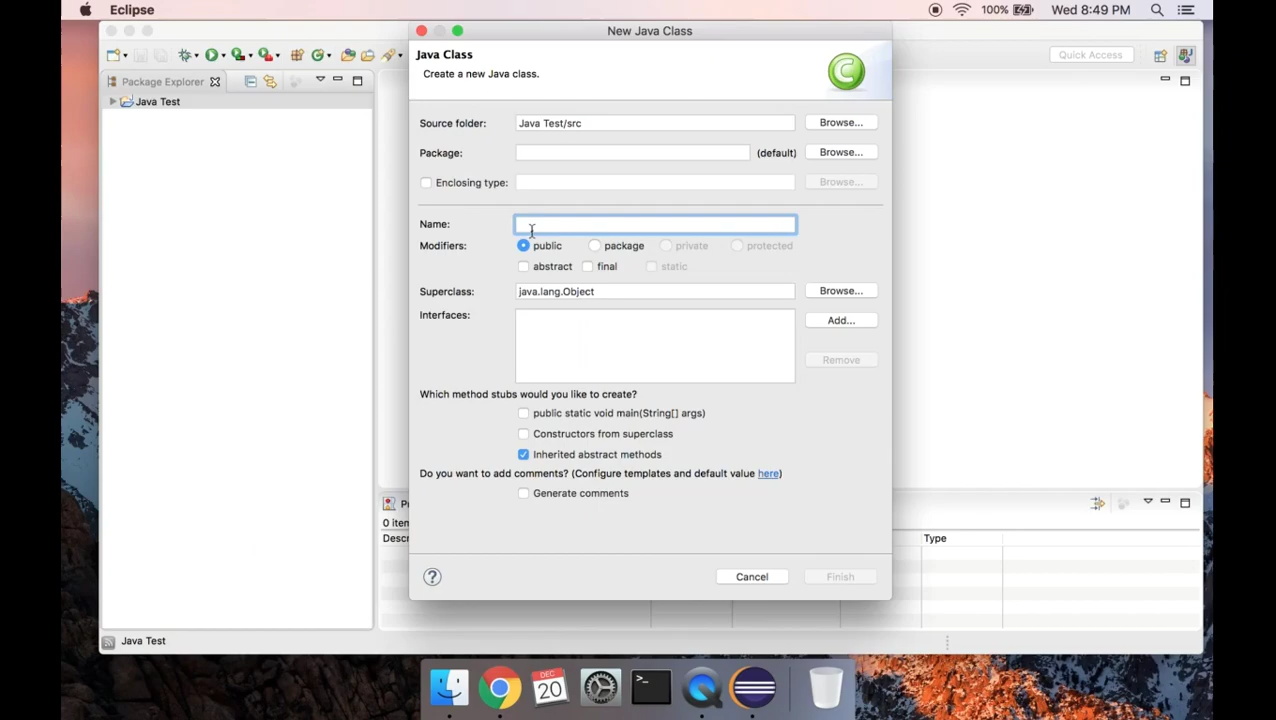 Eclipse
100%
Wed 8:49 PM
New Java Class
Quick Access
Java Class
Create a new Java class.
Package Explorer
Java Test
Source folder:
Java Test/src
Browse...
Package:
(default)
Browse...
Enclosing type:
Browse...
Name:
Modifiers:
public
package
private
protected
abstract
final
static
Superclass:
java.lang.Object
Browse...
Interfaces:
Add...
Remove
Which method stubs would you like to create?
public static void main(String[] args)
Constructors from superclass
Inherited abstract methods
Do you want to add comments? (Configure templates and default value here)
Generate comments
Pr
0 item
Descr
Type
?
Cancel
Finish
Java Test
DEC
20
>_